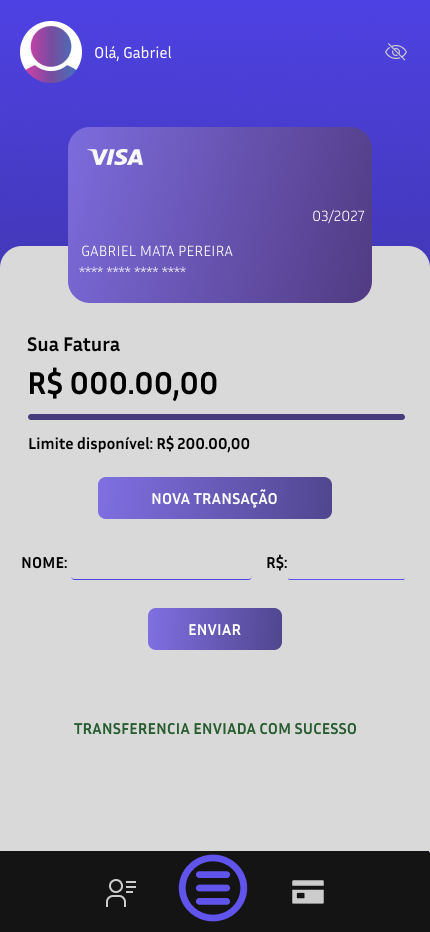 Olá, Gabriel
VISA
03/2027
GABRIEL MATA PEREIRA
**** **** **** ****
Sua Fatura
R$ 000.00,00
Limite disponível: R$ 200.00,00
NOVA TRANSAÇÃO
NOME: R$:
ENVIAR
TRANSFERENCIA ENVIADA COM SUCESSO